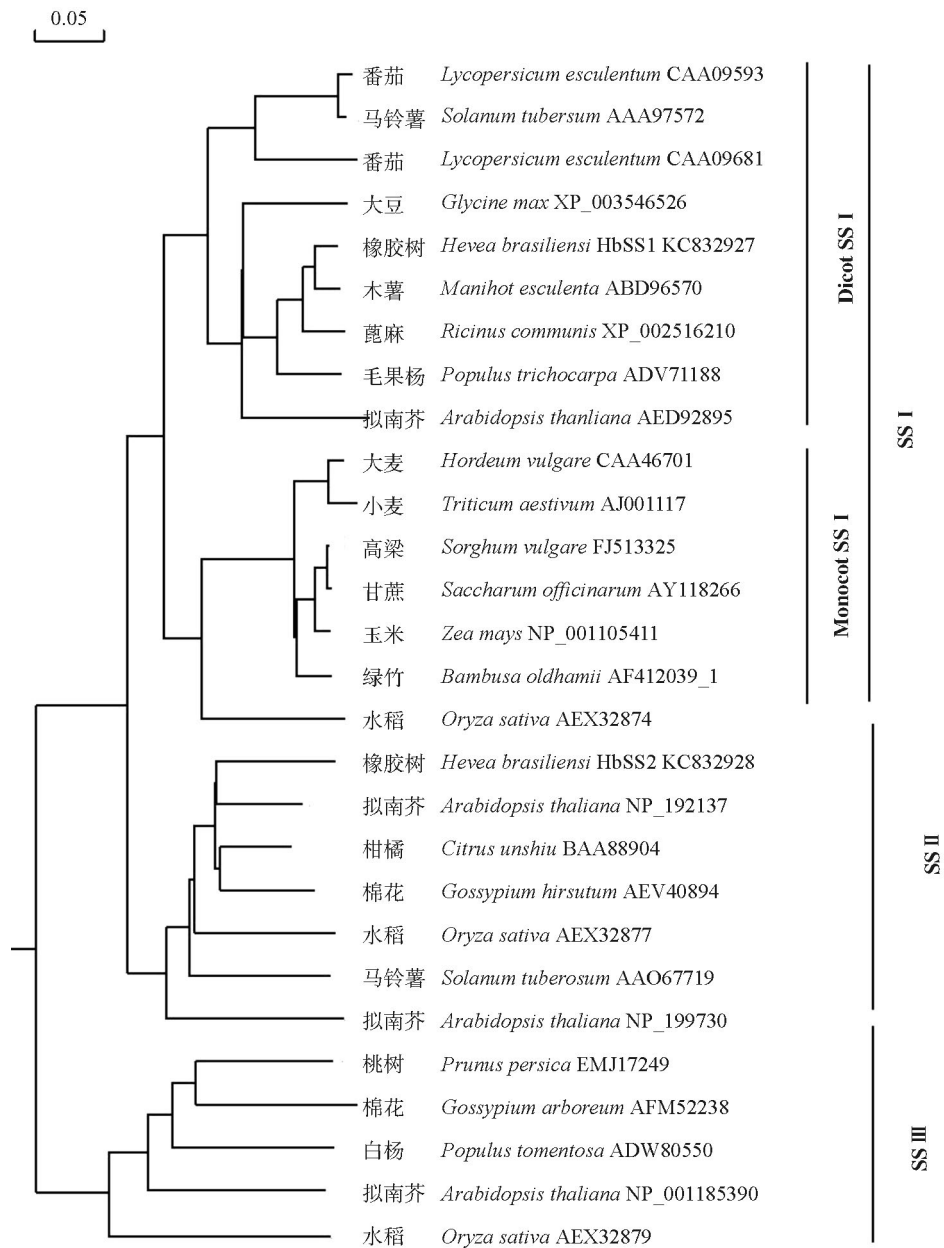 0.05
番茄 Lycopersicum esculentum CAA09593
马铃薯 Solanum tubersum AAA97572
番茄 Lycopersicum esculentum CAA09681
大豆 Glycine max XP_003546526
橡胶树 Hevea brasiliensi HbSS1 KC832927
木薯 Manihot esculenta ABD96570
蓖麻 Ricinus communis XP_002516210
毛果杨 Populus trichocarpa ADV71188
拟南芥 Arabidopsis thanliana AED92895
大麦 Hordeum vulgare CAA46701
小麦 Triticum aestivum AJ001117
高粱 Sorghum vulgare FJ513325
甘蔗 Saccharum officinarum AY118266
玉米 Zea mays NP_001105411
绿竹 Bambusa oldhamii AF412039_1
水稻 Oryza sativa AEX32874
橡胶树 Hevea brasiliensi HbSS2 KC832928
拟南芥 Arabidopsis thaliana NP_192137
柑橘 Citrus unshiu BAA88904
棉花 Gossypium hirsutum AEV40894
水稻 Oryza sativa AEX32877
马铃薯 Solanum tuberosum AAO67719
拟南芥 Arabidopsis thaliana NP_199730
桃树 Prunus persica EMJ17249
棉花 Gossypium arboreum AFM52238
白杨 Populus tomentosa ADW80550
拟南芥 Arabidopsis thaliana NP_001185390
水稻 Oryza sativa AEX32879
Dicot SS Ⅰ
Monocot SS Ⅰ
SS Ⅰ
SS Ⅱ
SS Ⅲ